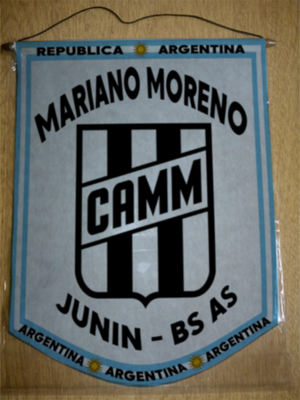 REPUBLICA ARGENTINA
MARIANO MORENO
CAMM
JUNIN - BS AS
ARGENTINA ARGENTINA ARGENTINA